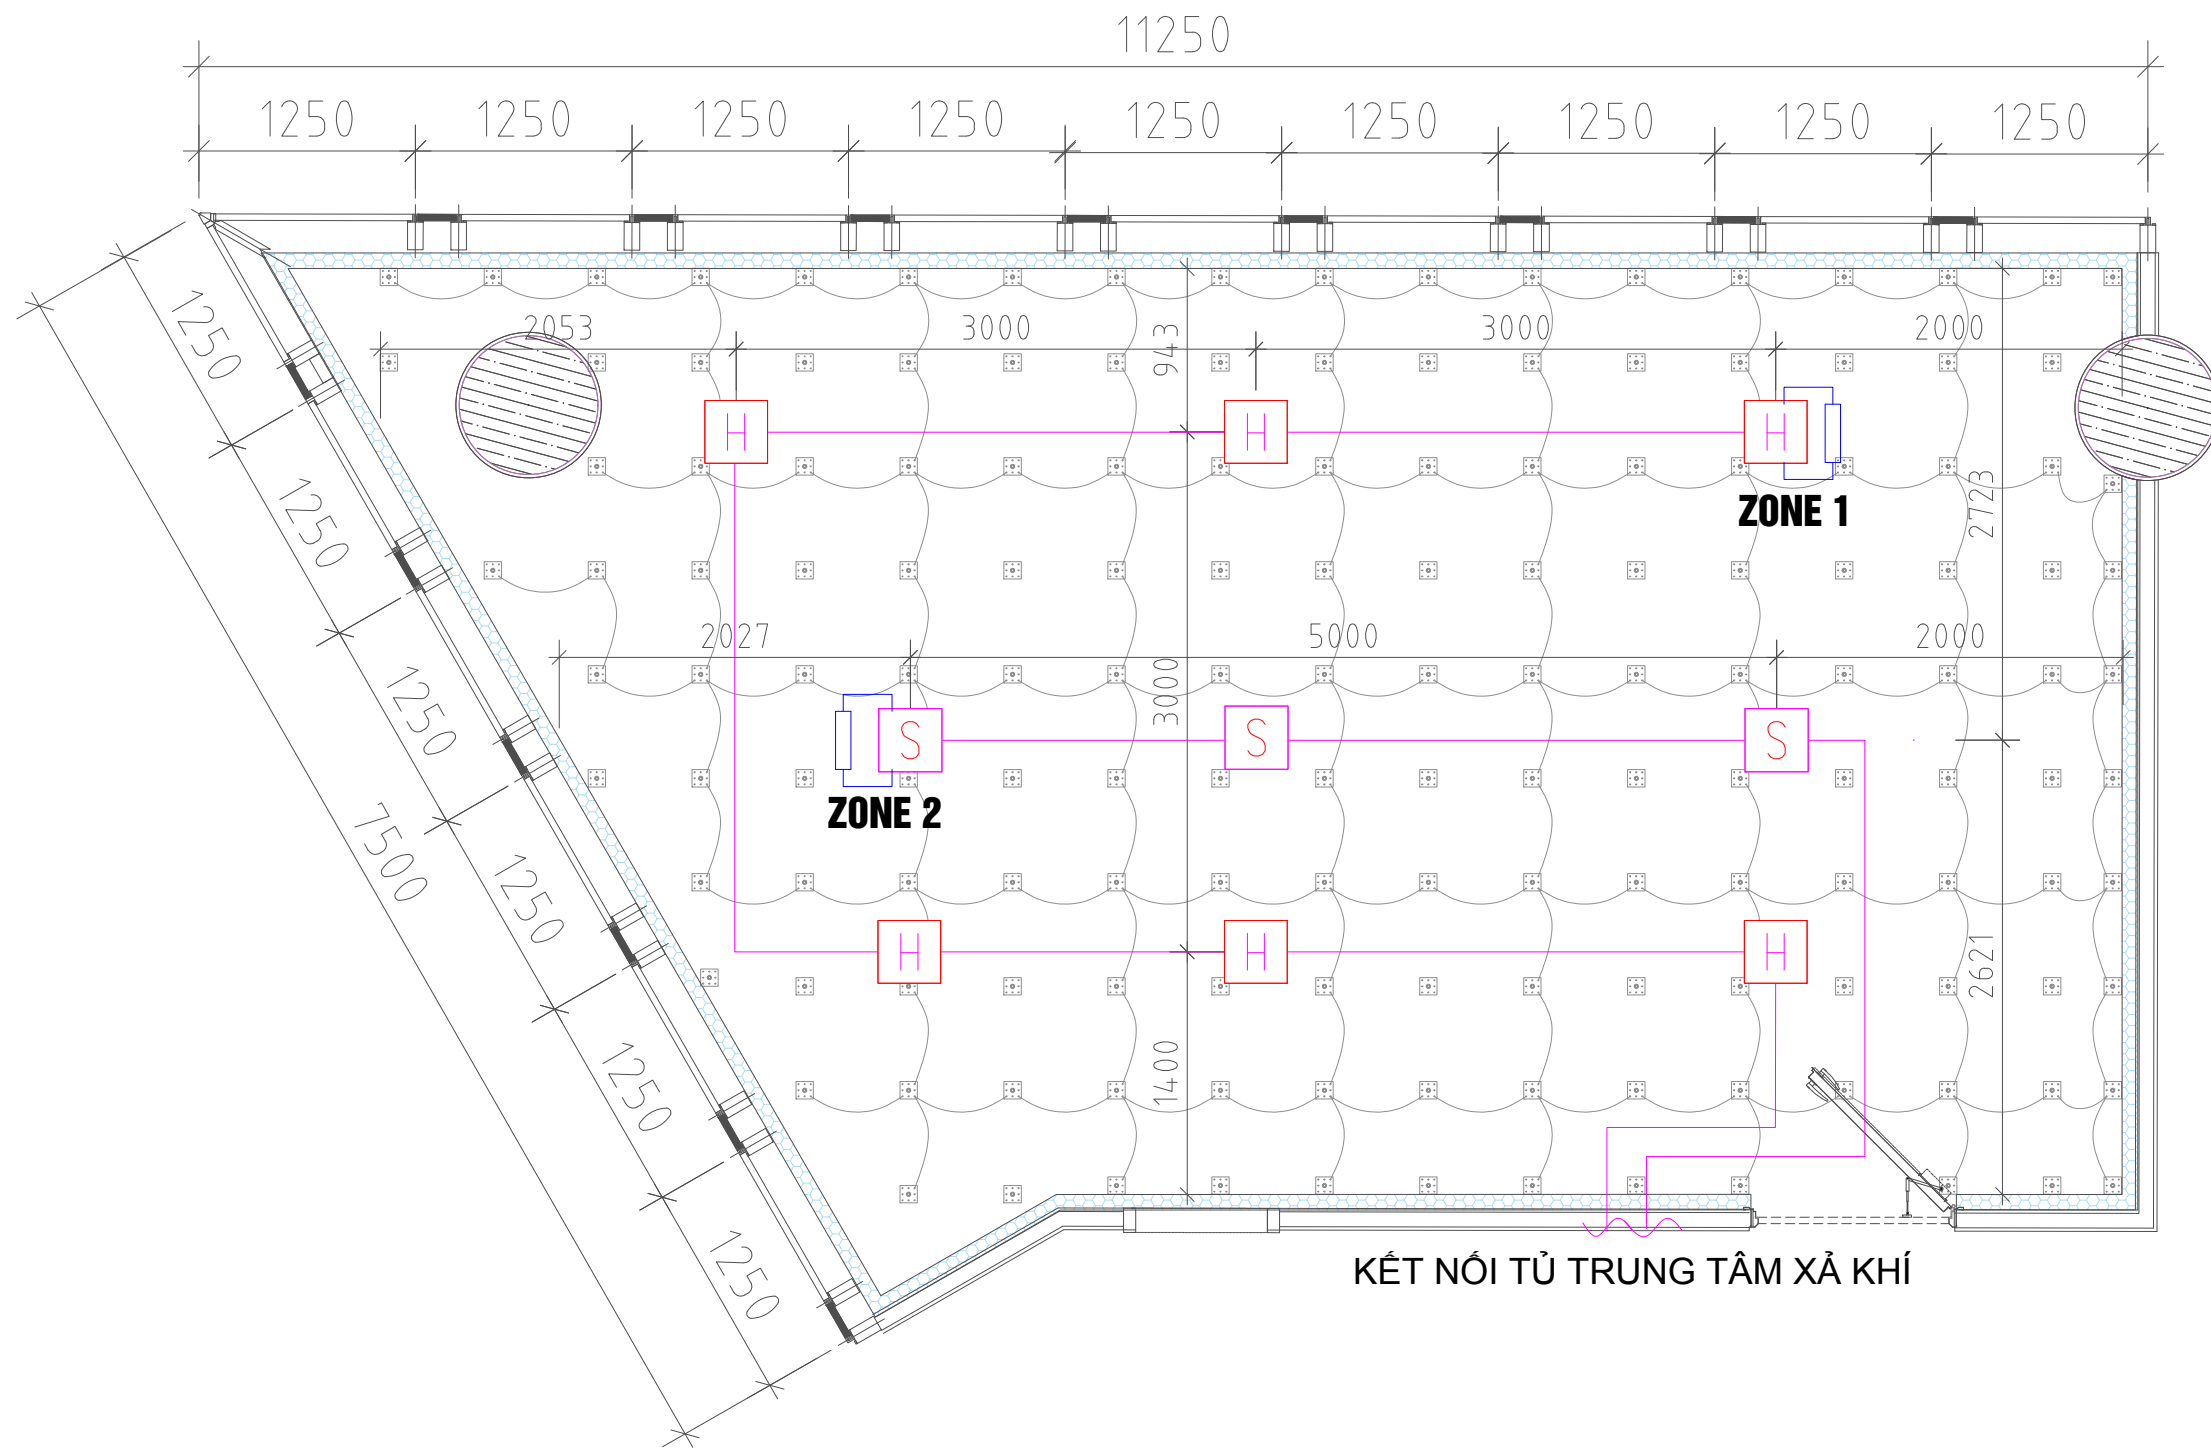 11250
1250 1250 1250 1250 1250 1250 1250 1250 1250
2053 3000 943 3000 2000
H H H
ZONE 1
2723
2027 5000 2000
3000
S S S
ZONE 2
H H H
2621
1400
1250
1250
1250
1250
1250
1250
7500
KẾT NỐI TỦ TRUNG TÂM XẢ KHÍ